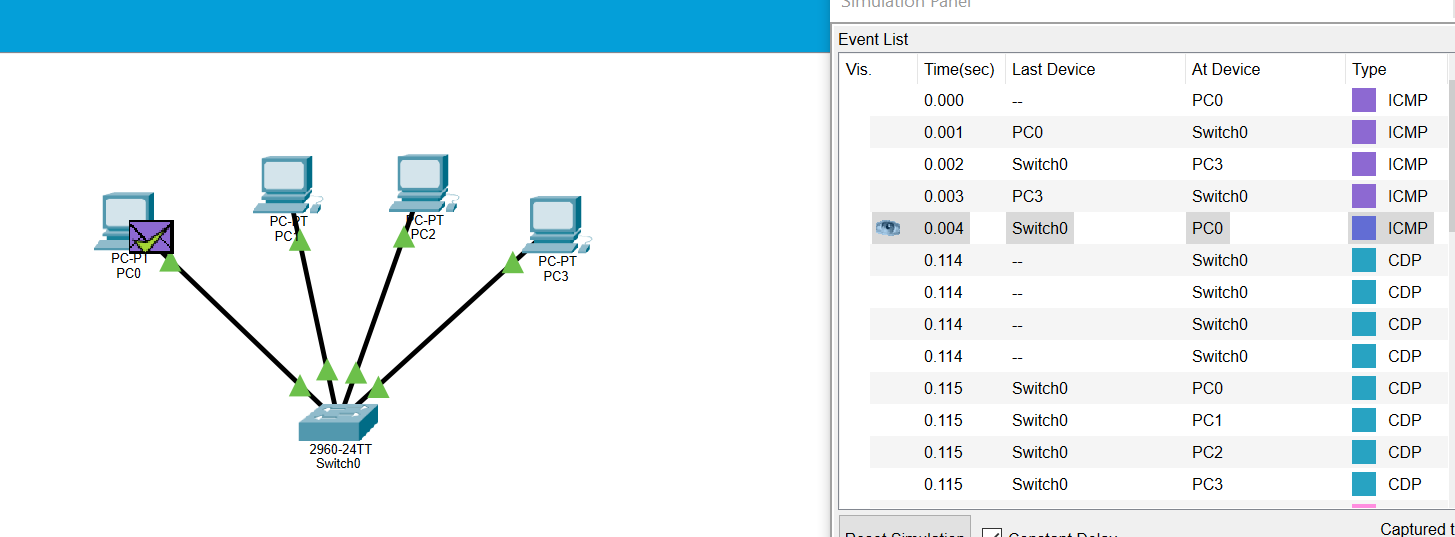 Simulation Panel
Event List
Vis. Time(sec) Last Device At Device Type
0.000 -- PC0 ICMP
0.001 PC0 Switch0 ICMP
0.002 Switch0 PC3 ICMP
0.003 PC3 Switch0 ICMP
0.004 Switch0 PC0 ICMP
0.114 -- Switch0 CDP
0.114 -- Switch0 CDP
0.114 -- Switch0 CDP
0.114 -- Switch0 CDP
0.115 Switch0 PC0 CDP
0.115 Switch0 PC1 CDP
0.115 Switch0 PC2 CDP
0.115 Switch0 PC3 CDP
Reset Simulation Constant Delay Captured t
PC-PT
PC0
PC-PT
PC1
PC-PT
PC2
PC-PT
PC3
2960-24TT
Switch0